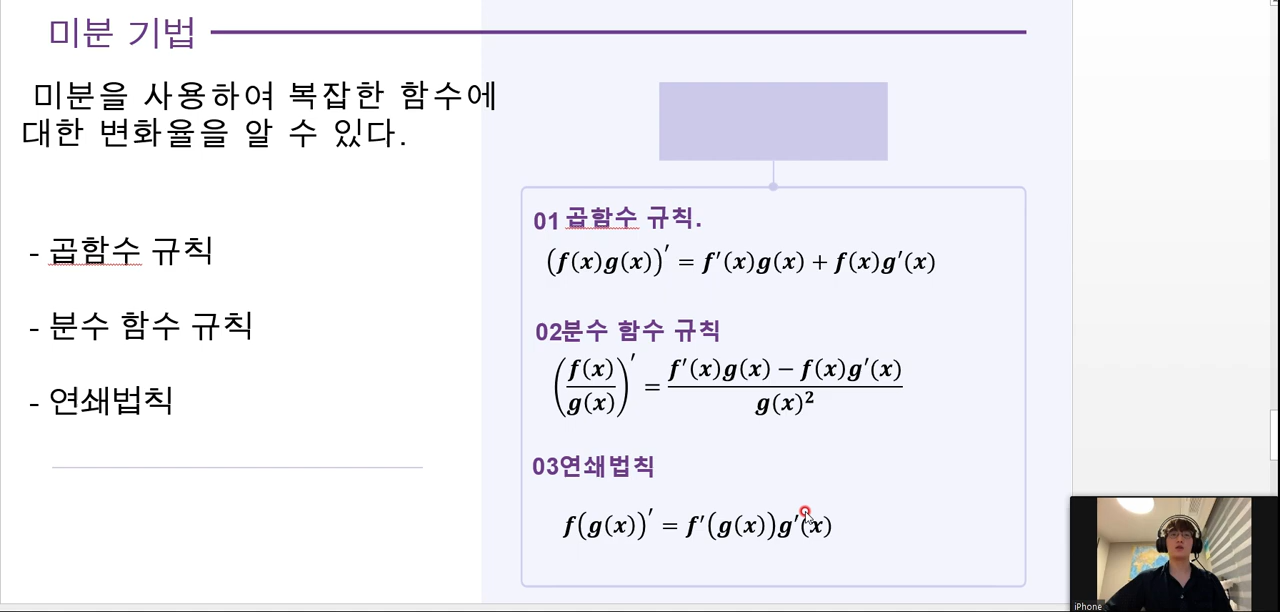 미분 기법
미분을 사용하여 복잡한 함수에
대한 변화율을 알 수 있다.
- 곱함수 규칙
- 분수 함수 규칙
- 연쇄법칙
01 곱함수 규칙.
(f(x)g(x))′ = f′(x)g(x) + f(x)g′(x)
02분수 함수 규칙
(f(x)/g(x))′ = (f′(x)g(x) − f(x)g′(x))/g(x)²
03연쇄법칙
f(g(x))′ = f′(g(x))g′(x)
iPhone